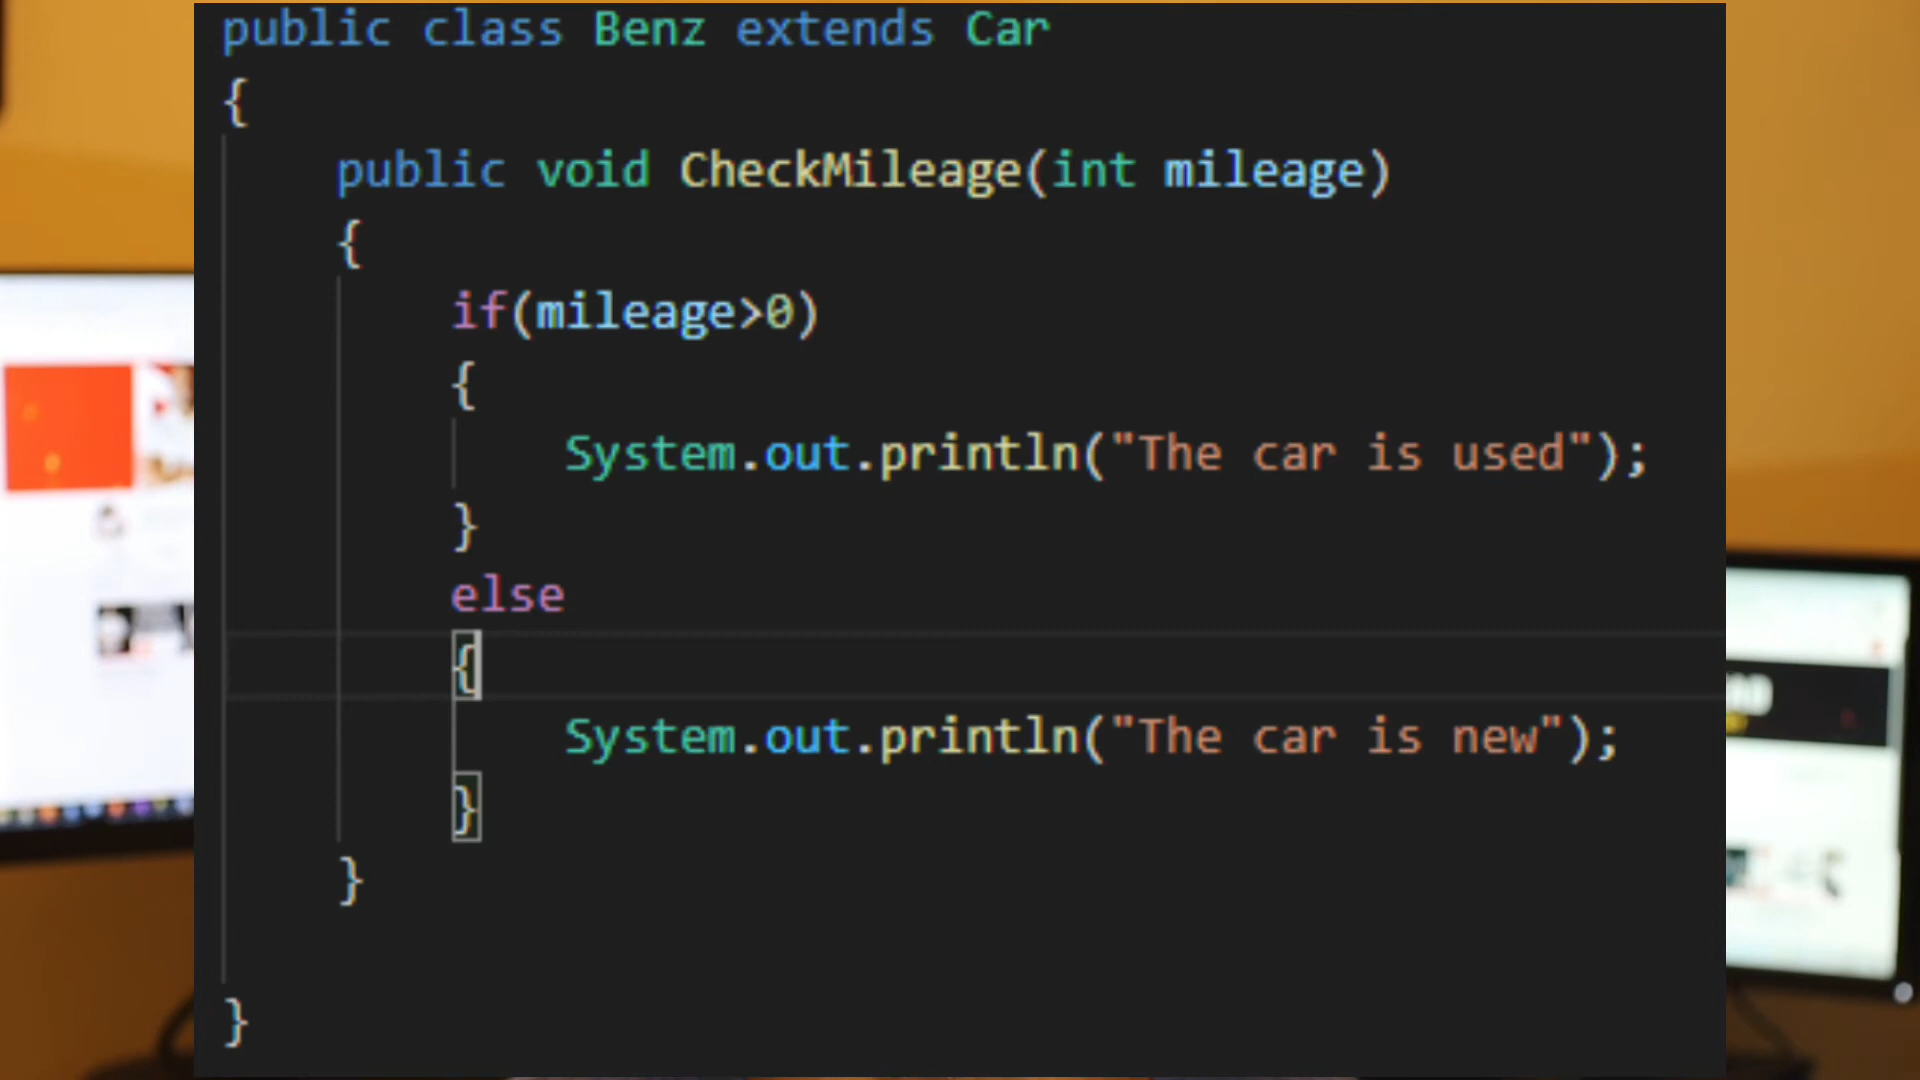 public class Benz extends Car
{
public void CheckMileage(int mileage)
{
if(mileage>0)
{
System.out.println("The car is used");
}
else
{
System.out.println("The car is new");
}
}
}